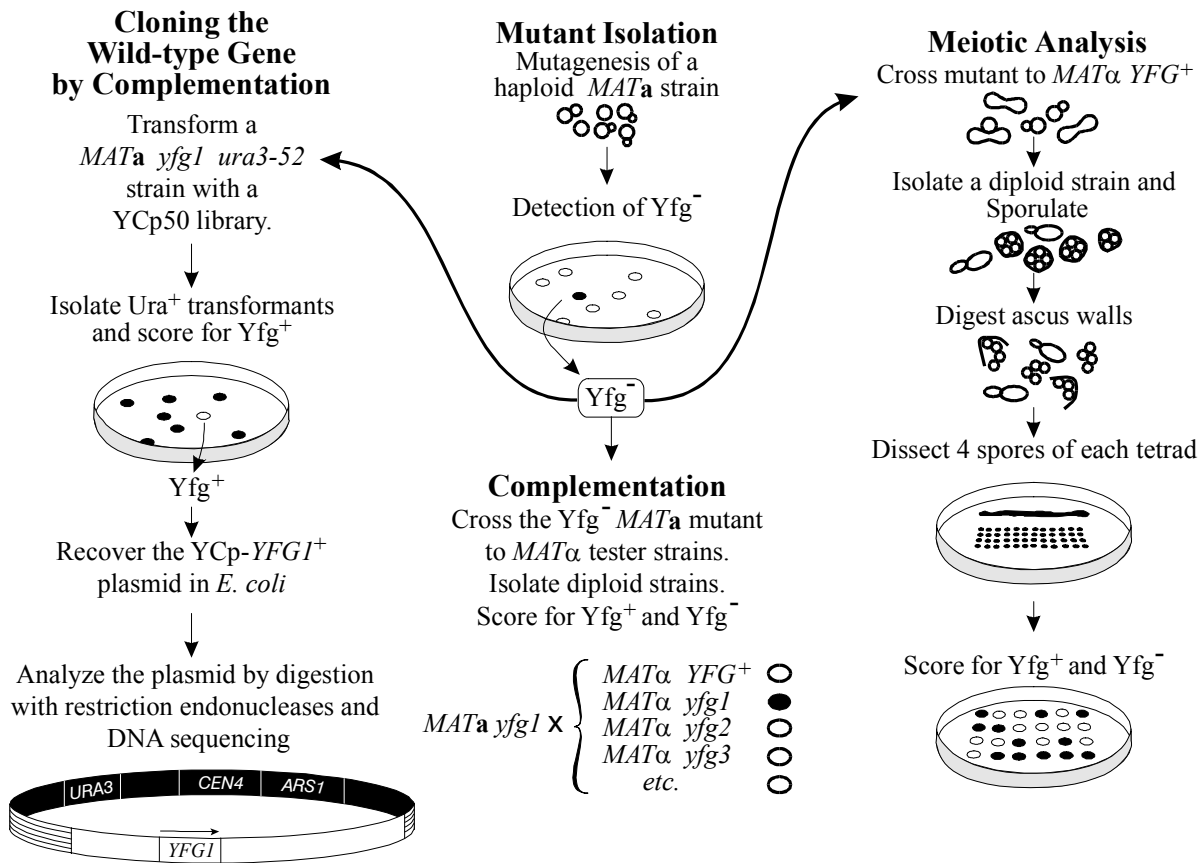 Cloning the
Wild-type Gene
by Complementation
Transform a
MATa yfg1 ura3-52
strain with a
YCp50 library.
Isolate Ura+ transformants
and score for Yfg+
Yfg+
Recover the YCp-YFG1+
plasmid in E. coli
Analyze the plasmid by digestion
with restriction endonucleases and
DNA sequencing
URA3
CEN4
ARS1
YFG1
Mutant Isolation
Mutagenesis of a
haploid MATa strain
Detection of Yfg-
Yfg-
Complementation
Cross the Yfg- MATa mutant
to MATα tester strains.
Isolate diploid strains.
Score for Yfg+ and Yfg-
MATa yfg1 X
MATα YFG+
MATα yfg1
MATα yfg2
MATα yfg3
etc.
Meiotic Analysis
Cross mutant to MATα YFG+
Isolate a diploid strain and
Sporulate
Digest ascus walls
Dissect 4 spores of each tetrad
Score for Yfg+ and Yfg-